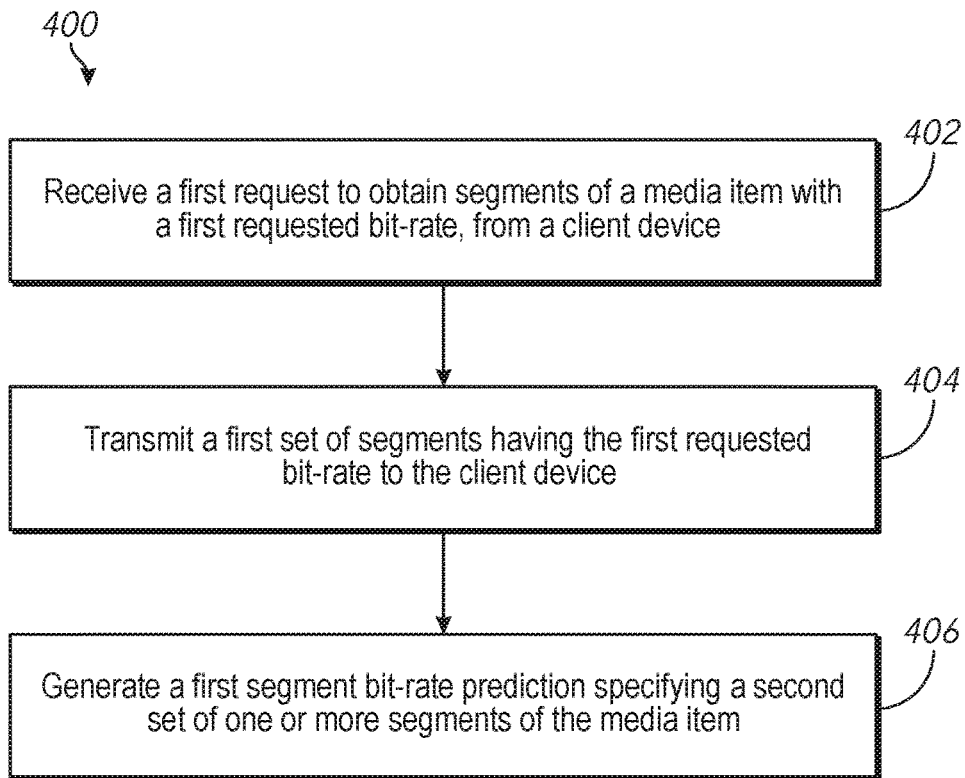 400
402
Receive a first request to obtain segments of a media item with
a first requested bit-rate, from a client device
404
Transmit a first set of segments having the first requested
bit-rate to the client device
406
Generate a first segment bit-rate prediction specifying a second
set of one or more segments of the media item